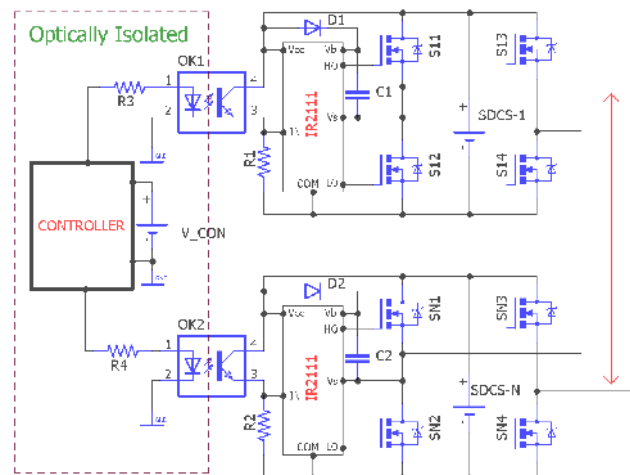 Optically Isolated
D1
S11
S13
OK1
1
4
Vcc
Vb
HO
R3
2
3
C1
SDCS-1
IR2111
Vs
R1
S12
S14
COM
LO
CONTROLLER
V_CON
D2
SN1
SN3
OK2
1
4
Vcc
Vb
HO
R4
2
3
C2
IR2111
Vs
SDCS-N
R2
SN2
SN4
COM
LO